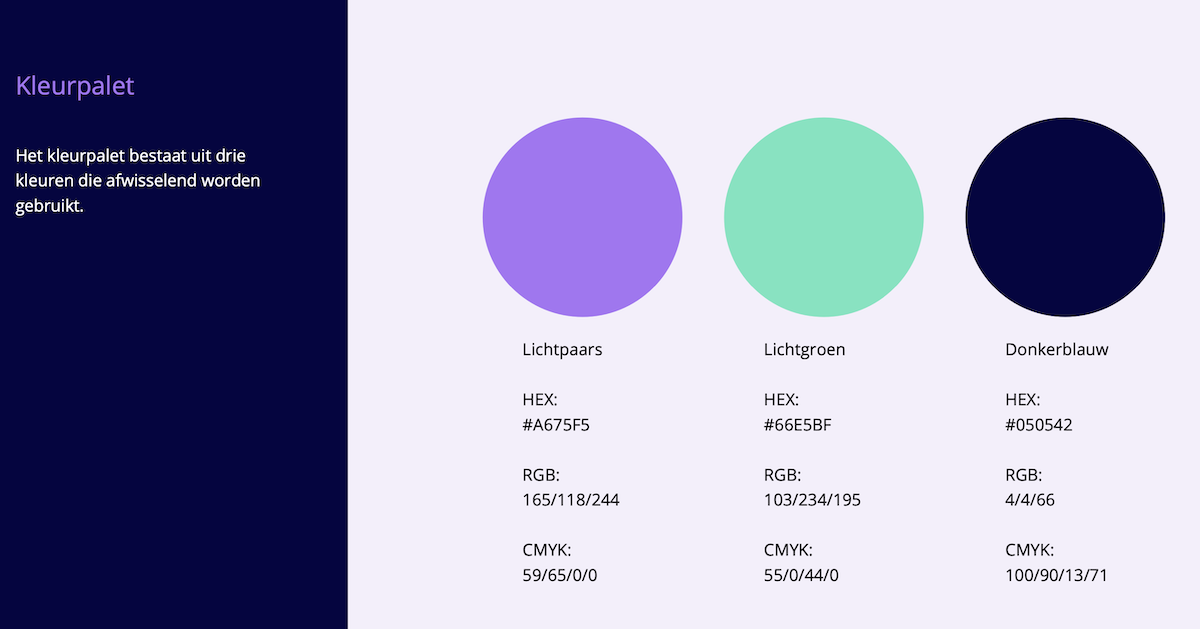 Kleurpalet
Het kleurpalet bestaat uit drie
kleuren die afwisselend worden
gebruikt.
Lichtpaars
HEX:
#A675F5
RGB:
165/118/244
CMYK:
59/65/0/0
Lichtgroen
HEX:
#66E5BF
RGB:
103/234/195
CMYK:
55/0/44/0
Donkerblauw
HEX:
#050542
RGB:
4/4/66
CMYK:
100/90/13/71